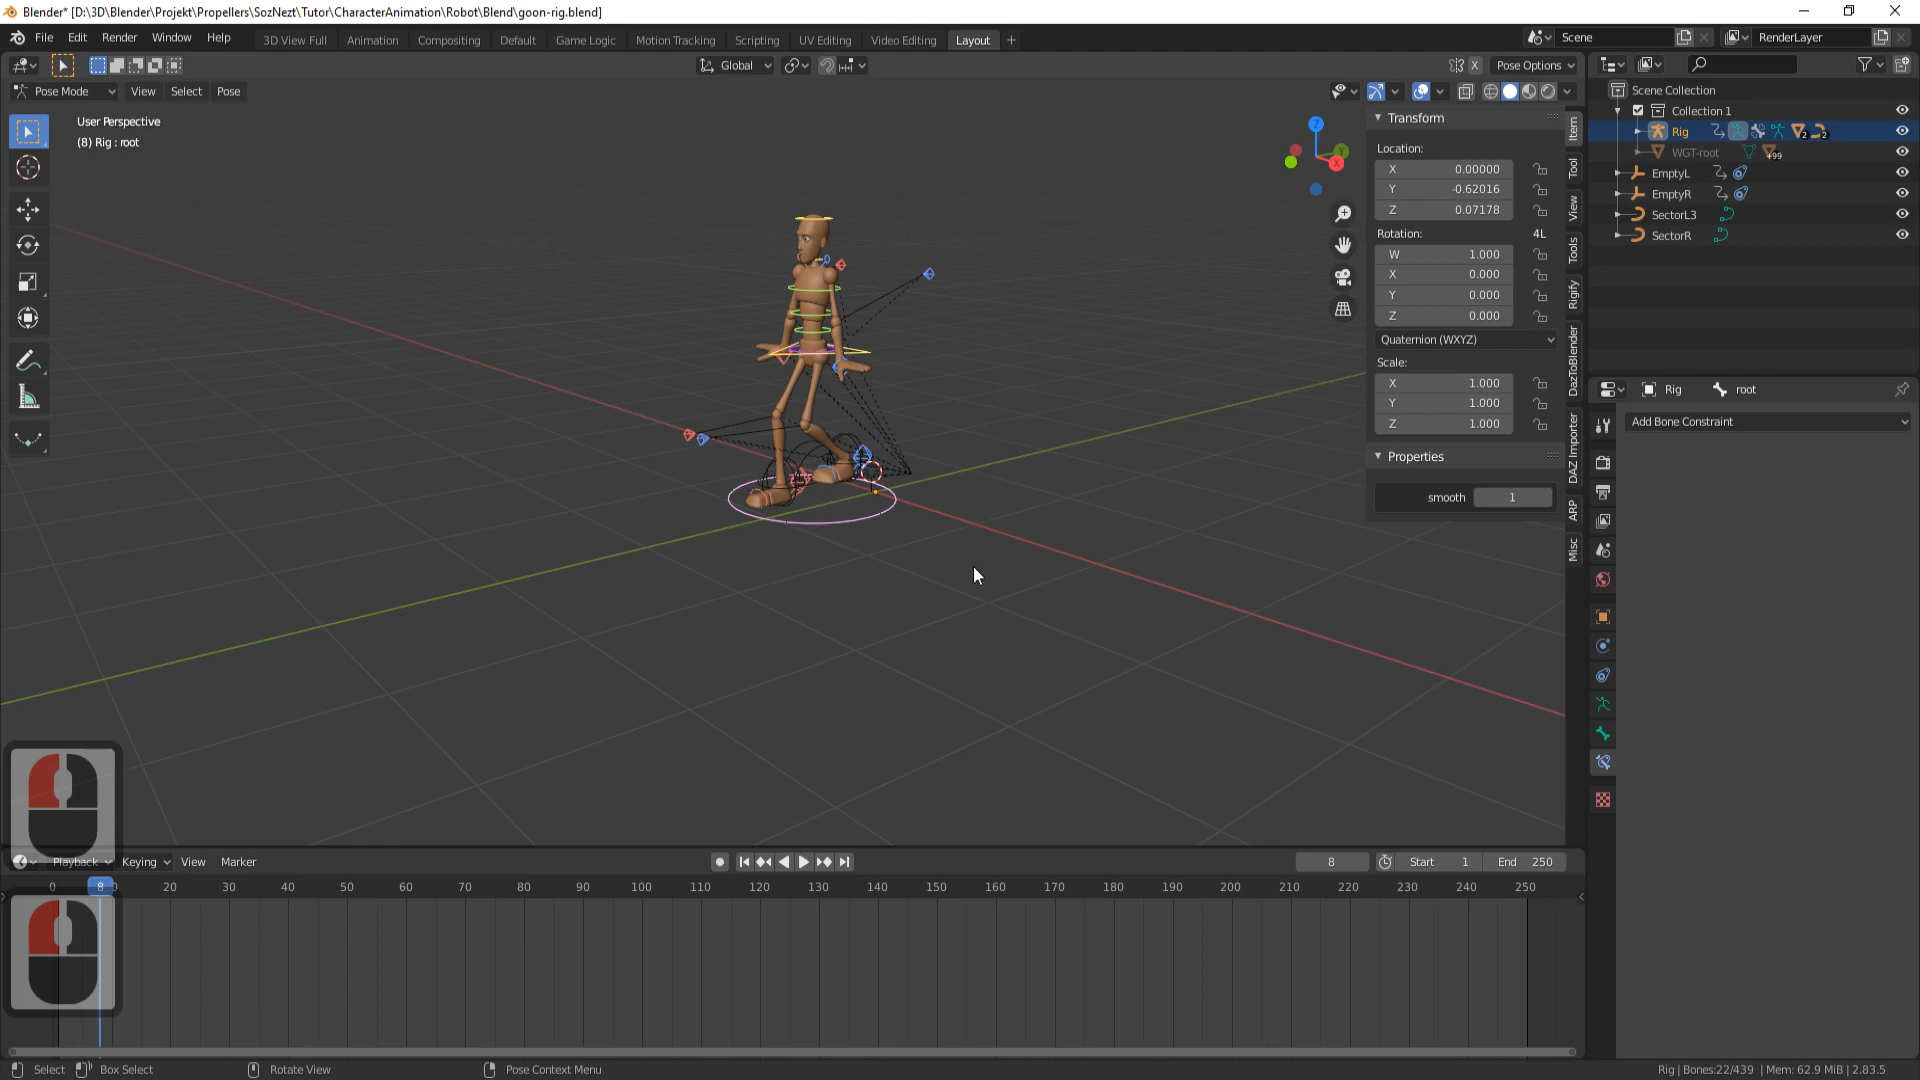 Blender* [D:\3D\Blender\Projekt\Propellers\SozNezt\Tutor\CharacterAnimation\Robot\Blend\goon-rig.blend]
File Edit Render Window Help 3D View Full Animation Compositing Default Game Logic Motion Tracking Scripting UV Editing Video Editing Layout + Scene RenderLayer
Global X Pose Options
Pose Mode View Select Pose
User Perspective
(8) Rig : root
Z
Y
X
Transform
Location:
X 0.00000
Y -0.62016
Z 0.07178
Rotation: 4L
W 1.000
X 0.000
Y 0.000
Z 0.000
Quaternion (WXYZ)
Scale:
X 1.000
Y 1.000
Z 1.000
Properties
smooth 1
Item
Tool
View
Tools
Rigify
DazToBlender
DAZ Importer
ARP
Misc
Scene Collection
Collection 1
Rig 2 2
WGT-root +99
EmptyL
EmptyR
SectorL3
SectorR
Rig root
Add Bone Constraint
Playback Keying View Marker 8 Start 1 End 250
0 8 20 30 40 50 60 70 80 90 100 110 120 130 140 150 160 170 180 190 200 210 220 230 240 250
Select Box Select Rotate View Pose Context Menu Rig | Bones:22/439 | Mem: 62.9 MiB | 2.83.5